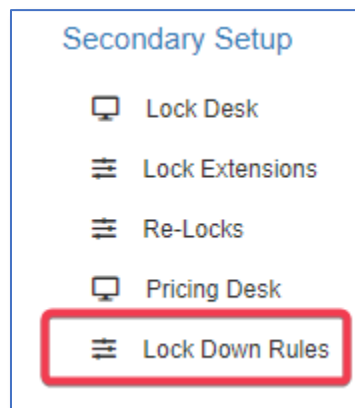 Secondary Setup
Lock Desk
Lock Extensions
Re-Locks
Pricing Desk
Lock Down Rules